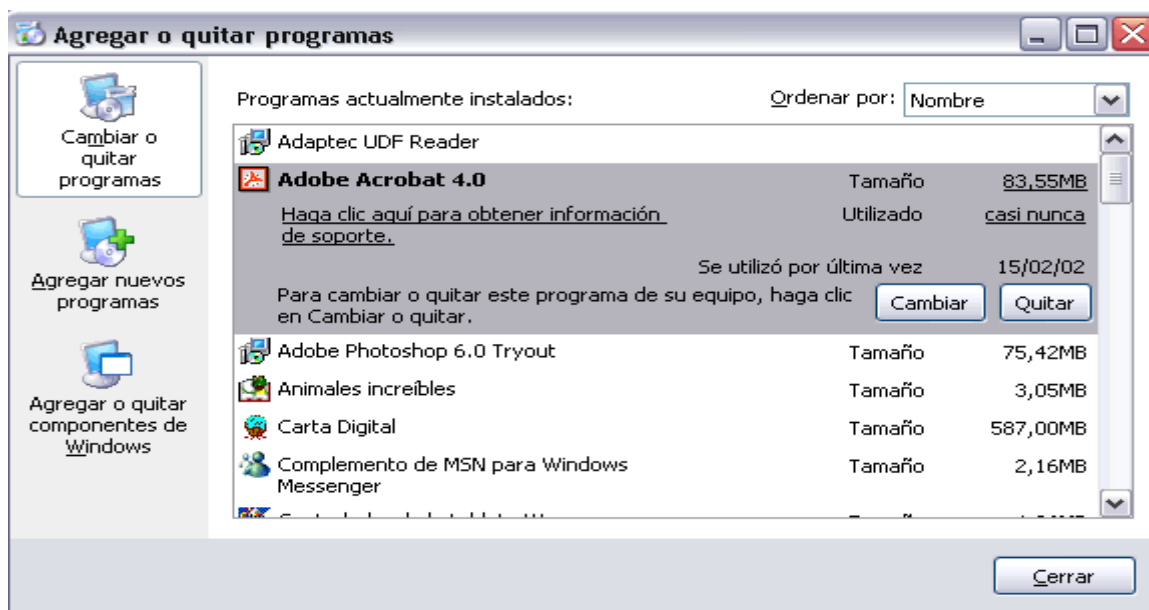 Agregar o quitar programas
Cambiar o
quitar
programas
Agregar nuevos
programas
Agregar o quitar
componentes de
Windows
Programas actualmente instalados:
Ordenar por: Nombre
Adaptec UDF Reader
Adobe Acrobat 4.0 Tamaño 83,55MB
Haga clic aquí para obtener información Utilizado casi nunca
de soporte.
Se utilizó por última vez 15/02/02
Para cambiar o quitar este programa de su equipo, haga clic
en Cambiar o quitar.
Cambiar Quitar
Adobe Photoshop 6.0 Tryout Tamaño 75,42MB
Animales increíbles Tamaño 3,05MB
Carta Digital Tamaño 587,00MB
Complemento de MSN para Windows Tamaño 2,16MB
Messenger
Cerrar